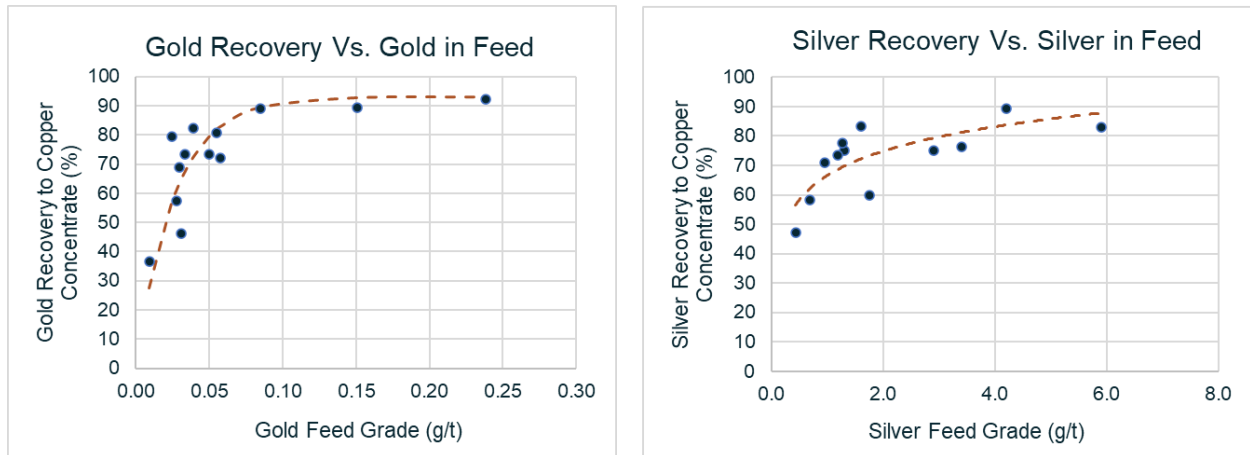 Gold Recovery Vs. Gold in Feed
Gold Recovery to Copper
Concentrate (%)
100
90
80
70
60
50
40
30
20
10
0
0.00 0.05 0.10 0.15 0.20 0.25 0.30
Gold Feed Grade (g/t)
Silver Recovery Vs. Silver in Feed
Silver Recovery to Copper
Concentrate (%)
100
90
80
70
60
50
40
30
20
10
0
0.0 2.0 4.0 6.0 8.0
Silver Feed Grade (g/t)